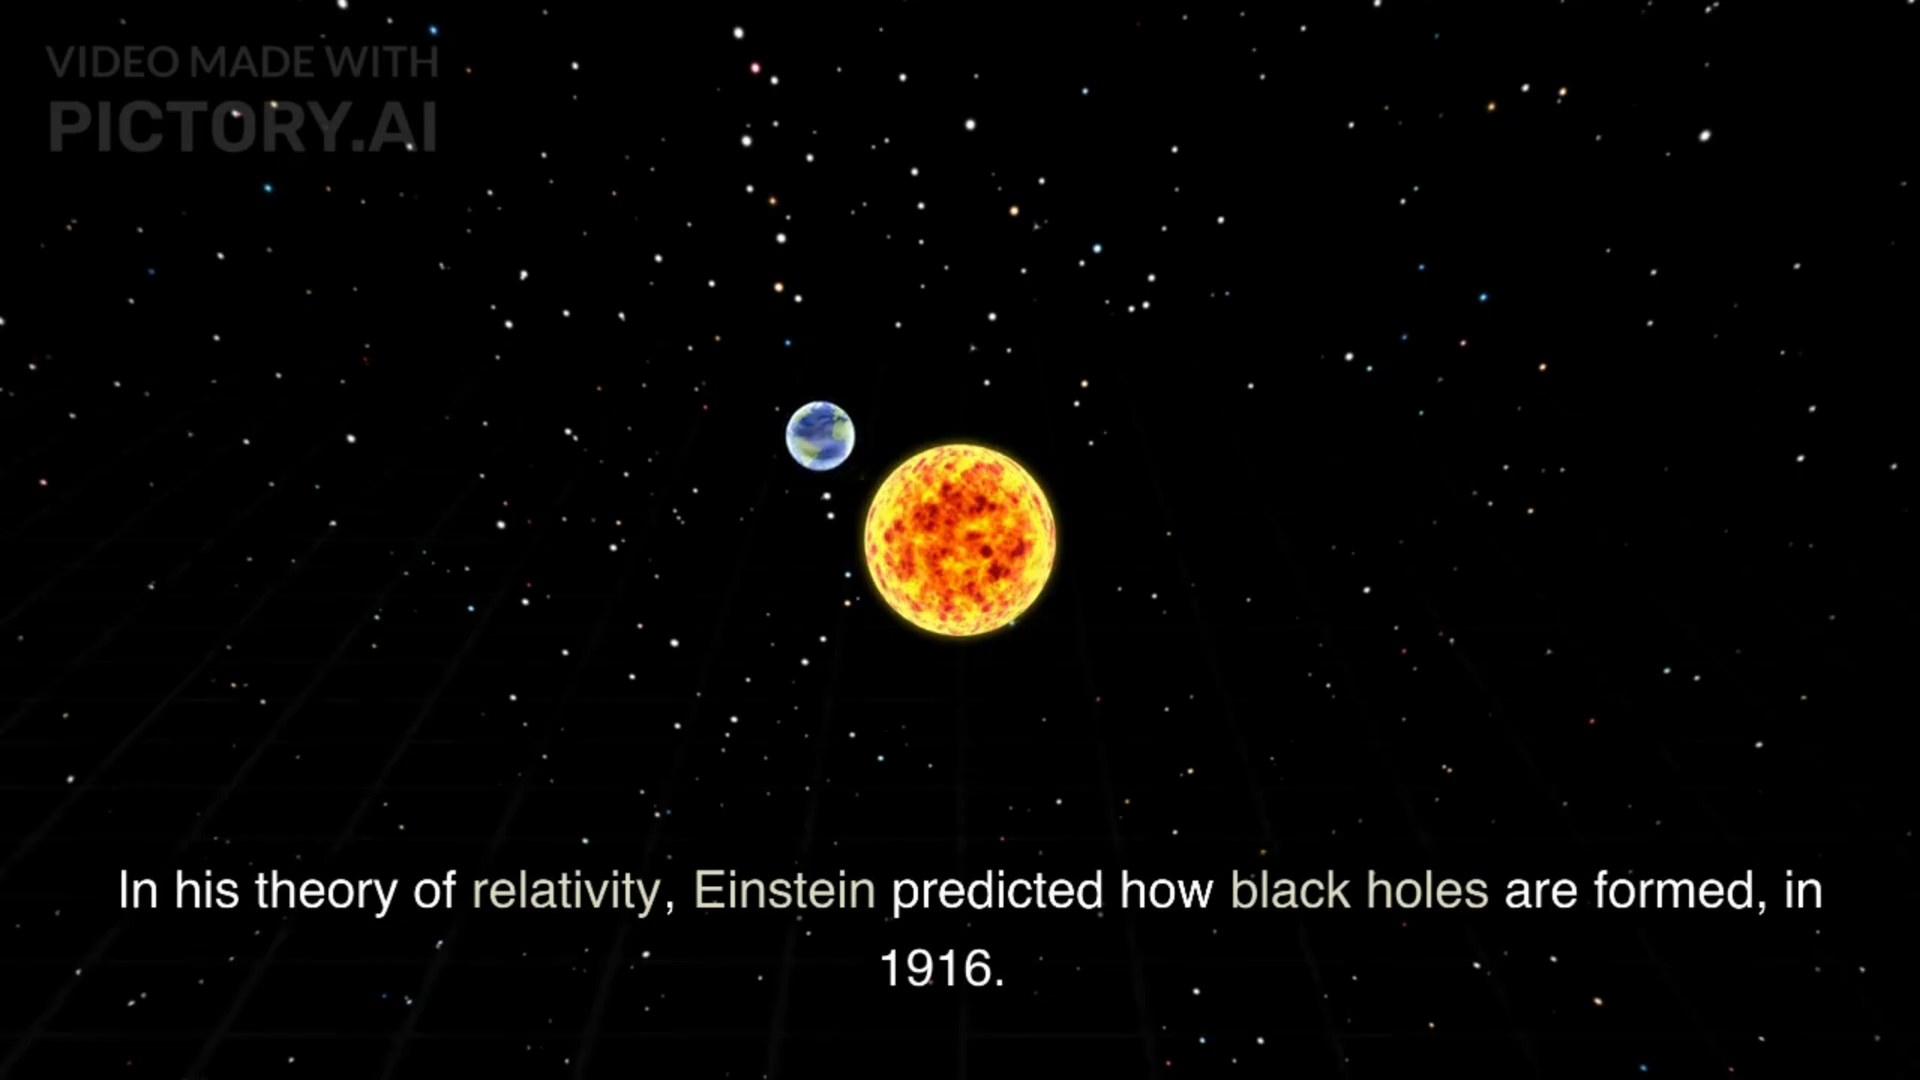 VIDEO MADE WITH
PICTORY.AI
In his theory of relativity, Einstein predicted how black holes are formed, in
1916.